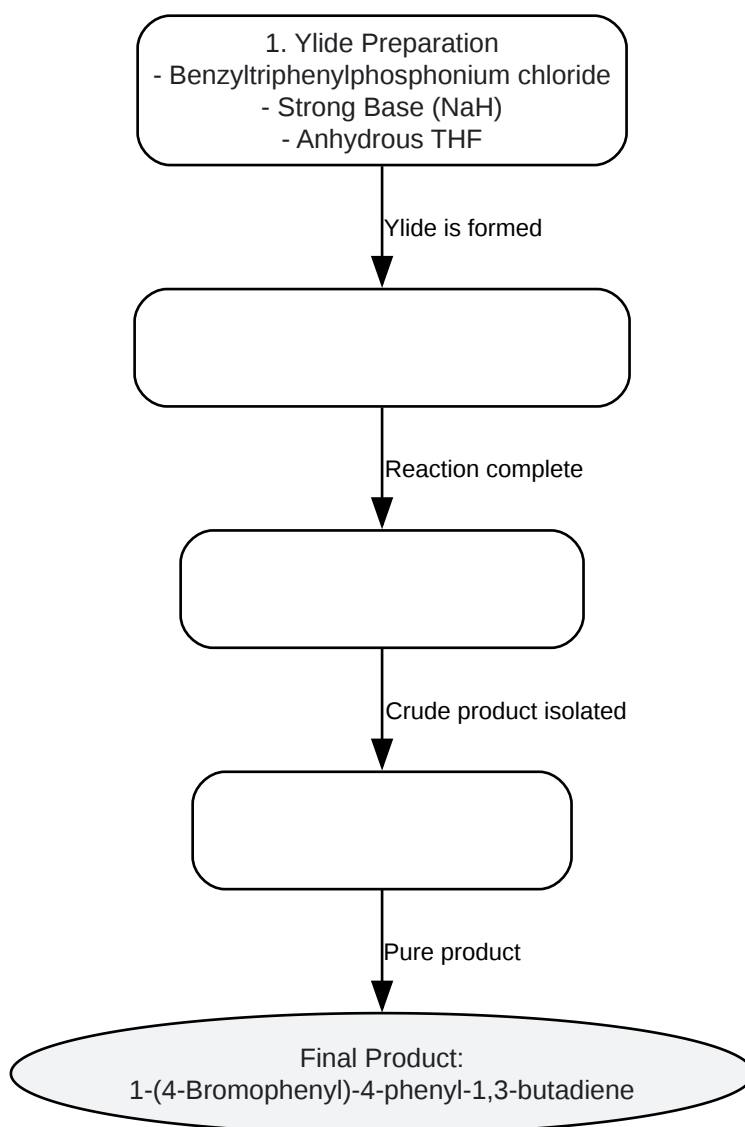 1. Ylide Preparation
- Benzyltriphenylphosphonium chloride
- Strong Base (NaH)
- Anhydrous THF
Ylide is formed
Reaction complete
Crude product isolated
Pure product
Final Product:
1-(4-Bromophenyl)-4-phenyl-1,3-butadiene